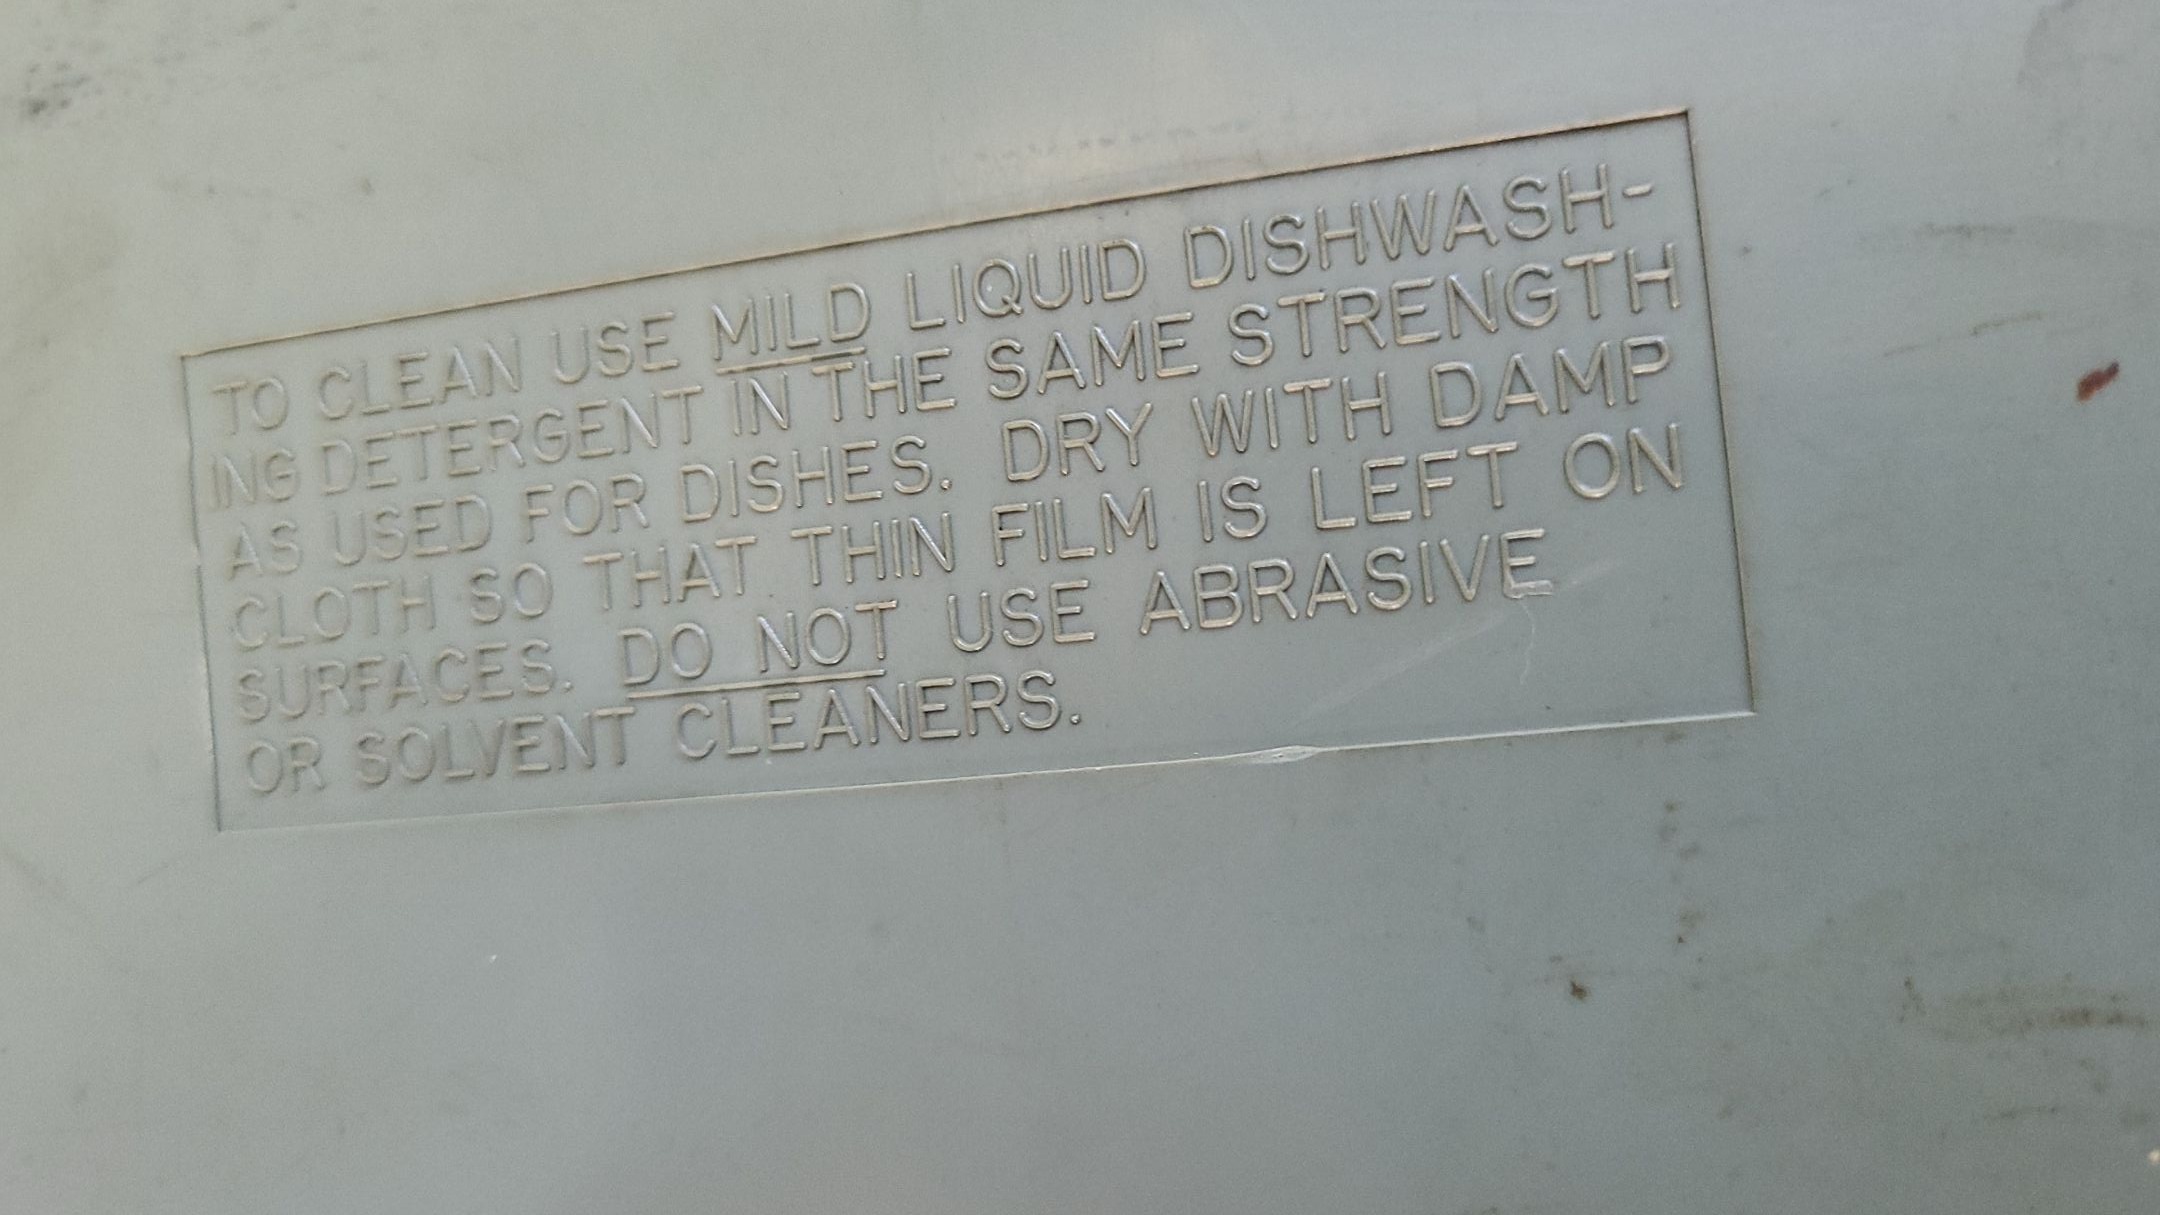 TO CLEAN USE MILD LIQUID DISHWASH-
ING DETERGENT IN THE SAME STRENGTH
AS USED FOR DISHES. DRY WITH DAMP
CLOTH SO THAT THIN FILM IS LEFT ON
SURFACES. DO NOT USE ABRASIVE
OR SOLVENT CLEANERS.